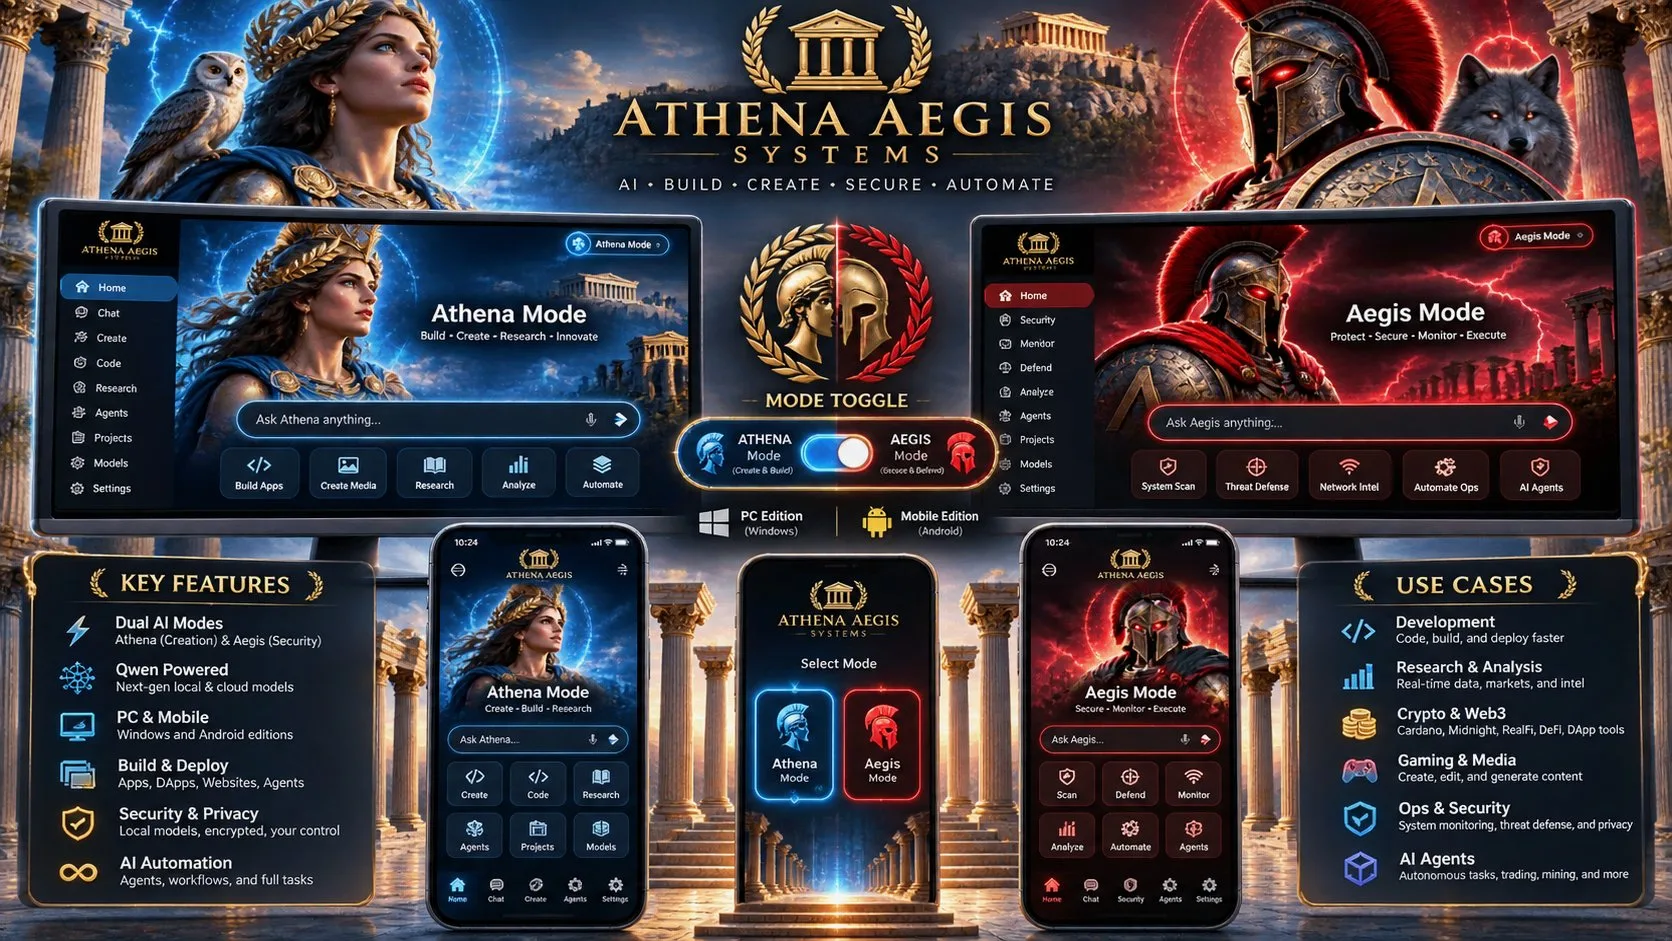 ATHENA AEGIS
SYSTEMS
AI • BUILD • CREATE • SECURE • AUTOMATE
ATHENA AEGIS
SYSTEMS
Home
Chat
Create
Code
Research
Agents
Projects
Models
Settings
Athena Mode
Athena Mode
Build - Create - Research - Innovate
Ask Athena anything...
Build Apps
Create Media
Research
Analyze
Automate
MODE TOGGLE
ATHENA
Mode
(Create & Build)
AEGIS
Mode
PC Edition
(Windows)
Mobile Edition
(Android)
ATHENA AEGIS
SYSTEMS
Home
Security
Defend
Analyze
Agents
Projects
Models
Settings
Aegis Mode
Aegis Mode
Protect - Secure - Monitor - Execute
Ask Aegis anything:...
System Scan
Threat Defense
Network Intel
Automate Ops
AI Agents
KEY FEATURES
Dual AI Modes
Athena (Creation) & Aegis (Security)
Qwen Powered
Next-gen local & cloud models
PC & Mobile
Windows and Android editions
Build & Deploy
Apps, DApps, Websites, Agents
Security & Privacy
Local models, encrypted, your control
AI Automation
Agents, workflows, and full tasks
10:24
ATHENA AEGIS
Athena Mode
Create - Build - Research
Ask Athena....
Create
Code
Research
Agents
Projects
Models
Home
Chat
Create
Agents
Settings
ATHENA AEGIS
SYSTEMS
Select Mode
Athena
Mode
Aegis
Mode
10:24
ATHENA AEGIS
Aegis Mode
Secure - Monitor - Execute
Ask Aegis...
Scan
Defend
Monitor
Analyze
Automate
Agents
Home
Chat
Security
Agents
Settings
USE CASES
Development
Code, build, and deploy faster
Research & Analysis
Real-time data, markets, and intel
Crypto & Web3
Cardano, Midnight, RealFi, DeFi, DApp tools
Gaming & Media
Create, edit, and generate content
Ops & Security
System monitoring, threat defense, and privacy
AI Agents
Autonomous tasks, trading, mining, and more